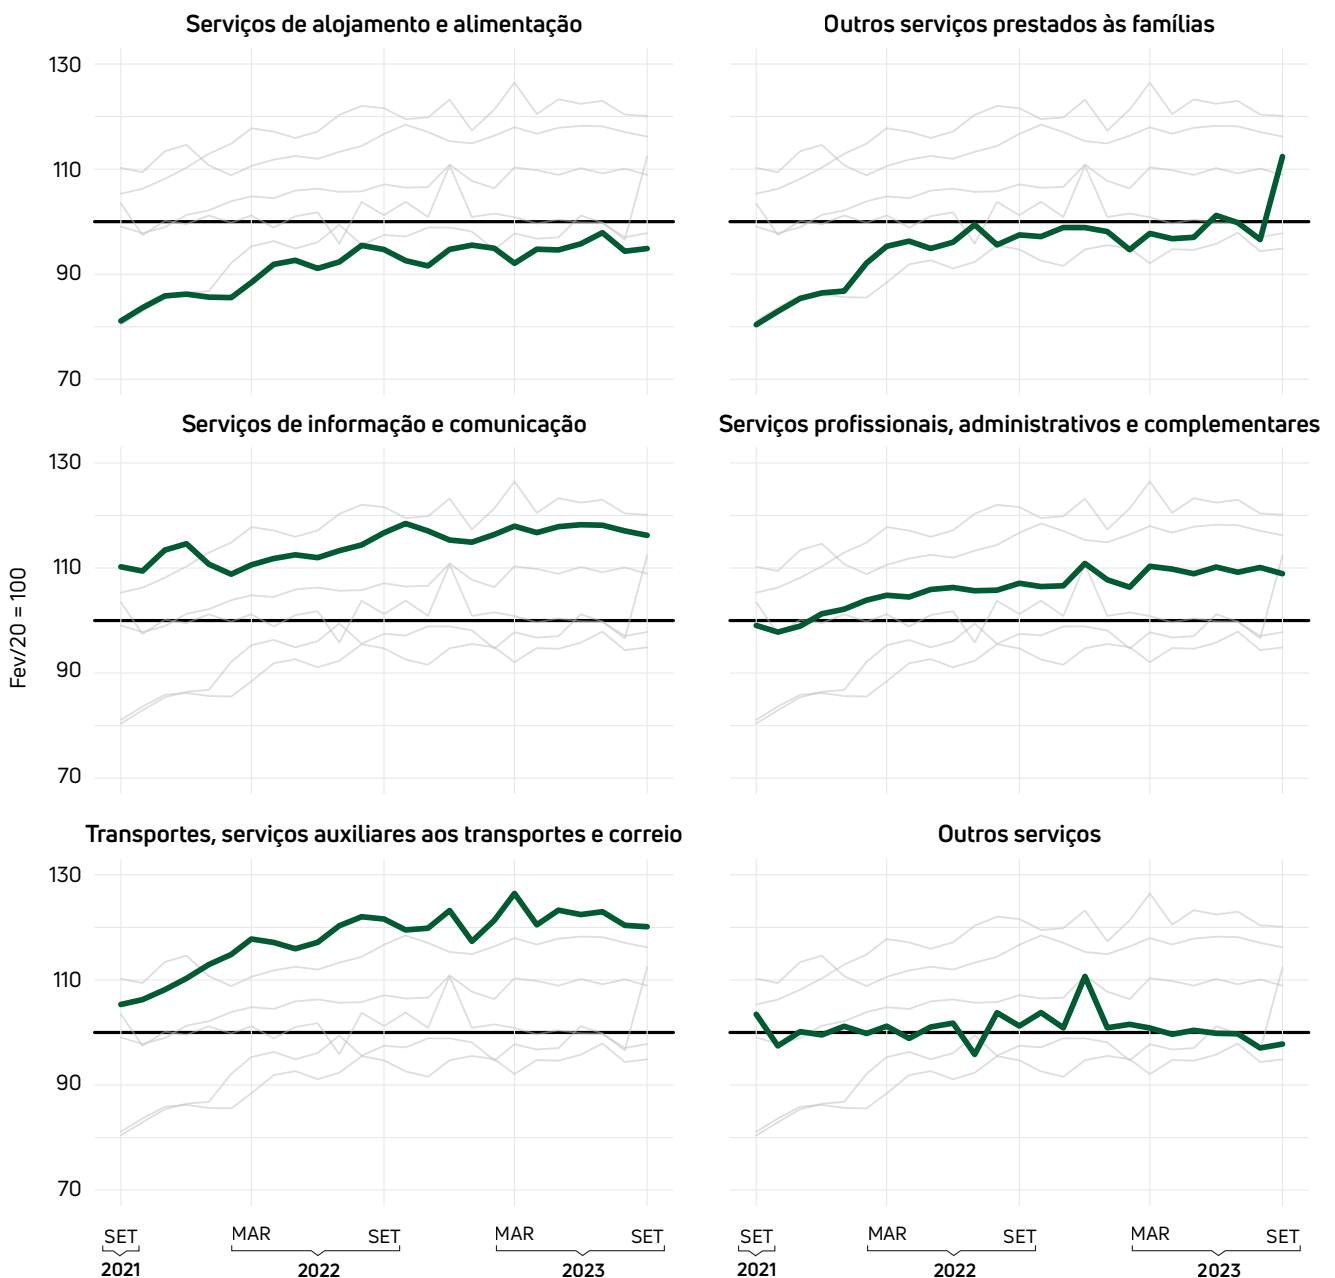 Serviços de alojamento e alimentação
Outros serviços prestados às famílias
130
110
90
70
Serviços de informação e comunicação
Serviços profissionais, administrativos e complementares
130
110
90
70
Fev/20 = 100
Transportes, serviços auxiliares aos transportes e correio
Outros serviços
130
110
90
70
SET MAR SET MAR SET
2021 2022 2023
SET MAR SET MAR SET
2021 2022 2023